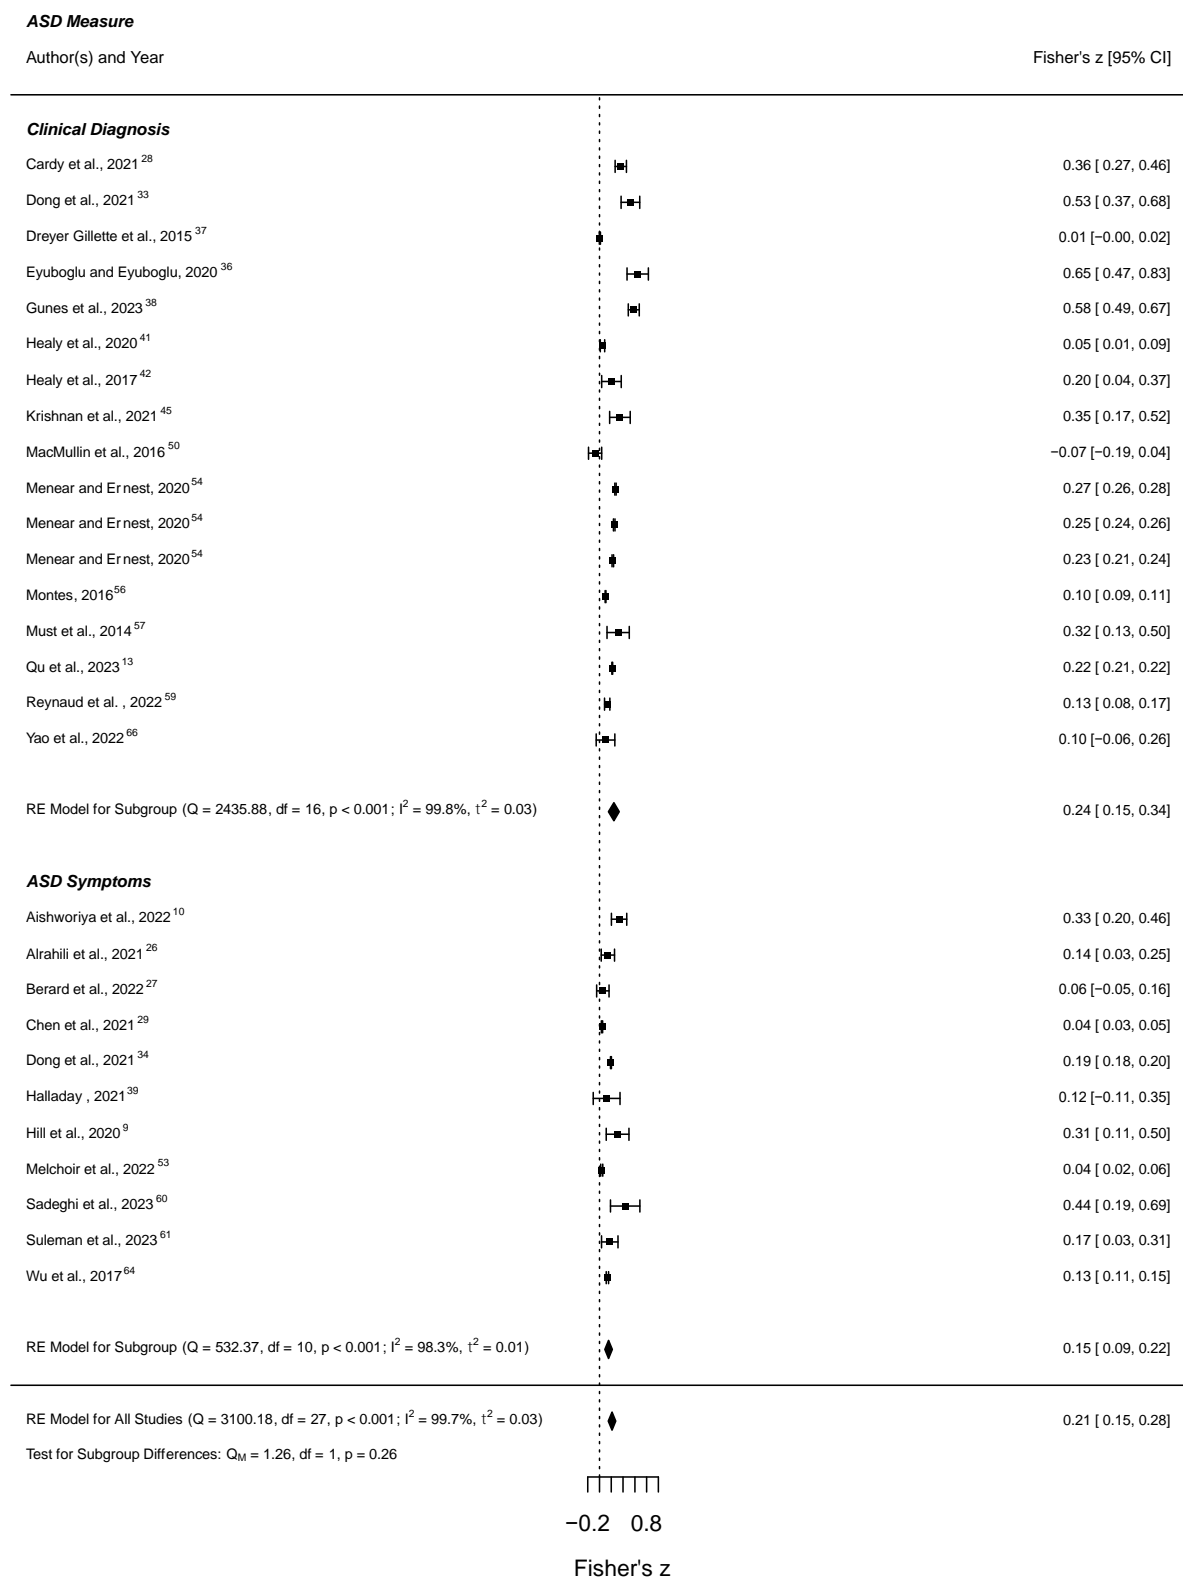 ASD Measure
Author(s) and Year Fisher's z [95% CI]
Clinical Diagnosis
Cardy et al., 2021 28 0.36 [ 0.27, 0.46]
Dong et al., 2021 33 0.53 [ 0.37, 0.68]
Dreyer Gillette et al., 2015 37 0.01 [−0.00, 0.02]
Eyuboglu and Eyuboglu, 2020 36 0.65 [ 0.47, 0.83]
Gunes et al., 2023 38 0.58 [ 0.49, 0.67]
Healy et al., 2020 41 0.05 [ 0.01, 0.09]
Healy et al., 2017 42 0.20 [ 0.04, 0.37]
Krishnan et al., 2021 45 0.35 [ 0.17, 0.52]
MacMullin et al., 2016 50 −0.07 [−0.19, 0.04]
Menear and Ernest, 2020 54 0.27 [ 0.26, 0.28]
Menear and Ernest, 2020 54 0.25 [ 0.24, 0.26]
Menear and Ernest, 2020 54 0.23 [ 0.21, 0.24]
Montes, 2016 56 0.10 [ 0.09, 0.11]
Must et al., 2014 57 0.32 [ 0.13, 0.50]
Qu et al., 2023 13 0.22 [ 0.21, 0.22]
Reynaud et al. , 2022 59 0.13 [ 0.08, 0.17]
Yao et al., 2022 66 0.10 [−0.06, 0.26]
RE Model for Subgroup (Q = 2435.88, df = 16, p < 0.001; I² = 99.8%, τ² = 0.03) 0.24 [ 0.15, 0.34]
ASD Symptoms
Aishworiya et al., 2022 10 0.33 [ 0.20, 0.46]
Alrahili et al., 2021 26 0.14 [ 0.03, 0.25]
Berard et al., 2022 27 0.06 [−0.05, 0.16]
Chen et al., 2021 29 0.04 [ 0.03, 0.05]
Dong et al., 2021 34 0.19 [ 0.18, 0.20]
Halladay , 2021 39 0.12 [−0.11, 0.35]
Hill et al., 2020 9 0.31 [ 0.11, 0.50]
Melchoir et al., 2022 53 0.04 [ 0.02, 0.06]
Sadeghi et al., 2023 60 0.44 [ 0.19, 0.69]
Suleman et al., 2023 61 0.17 [ 0.03, 0.31]
Wu et al., 2017 64 0.13 [ 0.11, 0.15]
RE Model for Subgroup (Q = 532.37, df = 10, p < 0.001; I² = 98.3%, τ² = 0.01) 0.15 [ 0.09, 0.22]
RE Model for All Studies (Q = 3100.18, df = 27, p < 0.001; I² = 99.7%, τ² = 0.03) 0.21 [ 0.15, 0.28]
Test for Subgroup Differences: QM = 1.26, df = 1, p = 0.26
−0.2 0.8
Fisher's z